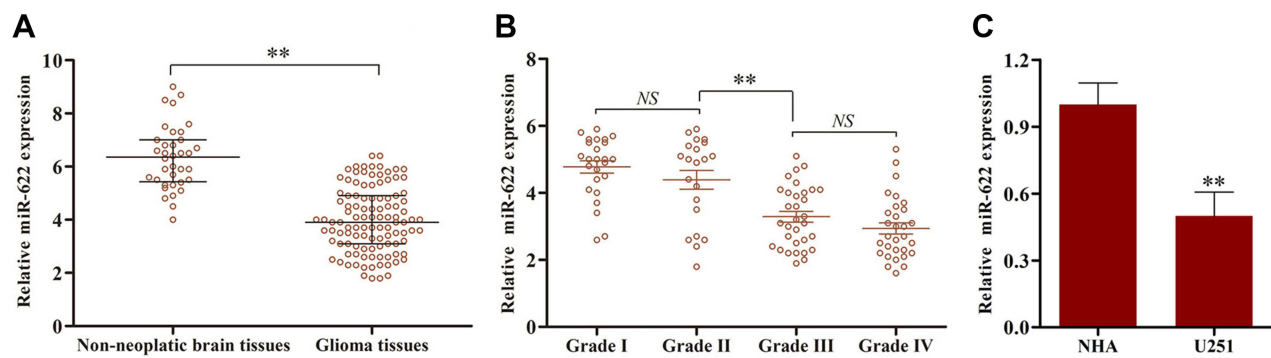 A
Relative miR-622 expression
10
8
6
4
2
0
**
Non-neoplatic brain tissues
Glioma tissues
B
Relative miR-622 expression
8
6
4
2
0
NS
**
NS
Grade I
Grade II
Grade III
Grade IV
C
Relative miR-622 expression
1.2
0.9
0.6
0.3
0.0
**
NHA
U251